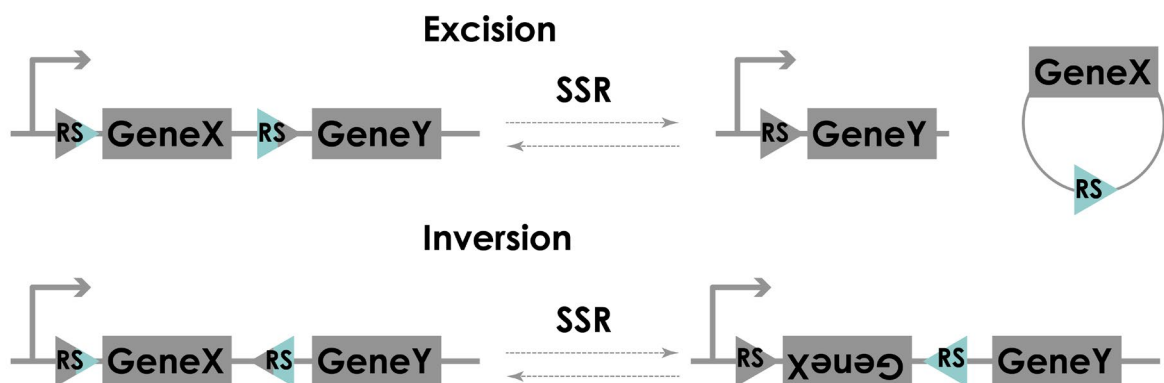 Excision
RS GeneX RS GeneY
SSR
RS GeneY
GeneX
RS
Inversion
RS GeneX RS GeneY
SSR
RS GeneX RS GeneY